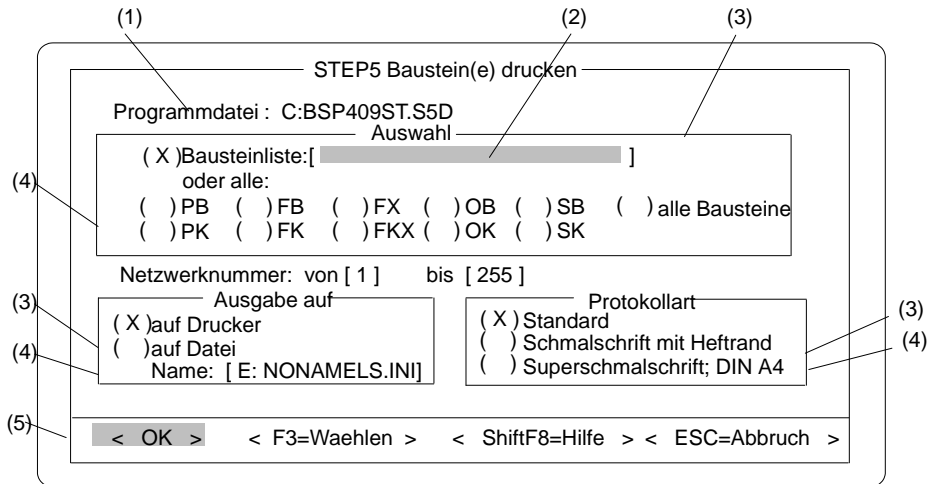 (1) (2) (3)
STEP5 Baustein(e) drucken
Programmdatei : C:BSP409ST.S5D
Auswahl
( X )Bausteinliste:[ ]
oder alle:
(4)
( ) PB ( ) FB ( ) FX ( ) OB ( ) SB ( ) alle Bausteine
( ) PK ( ) FK ( ) FKX ( ) OK ( ) SK
Netzwerknummer: von [ 1 ] bis [ 255 ]
Ausgabe auf
(3)
( X )auf Drucker
( )auf Datei
(4)
Name: [ E: NONAMELS.INI]
Protokollart
( X ) Standard
(3)
( ) Schmalschrift mit Heftrand
(4)
( ) Superschmalschrift; DIN A4
(5)
< OK > < F3=Waehlen > < ShiftF8=Hilfe > < ESC=Abbruch >